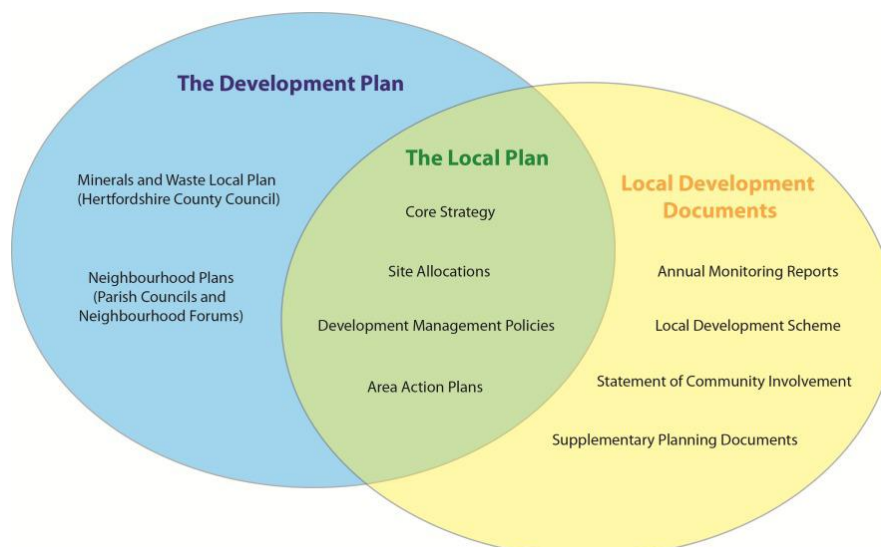 The Development Plan
Minerals and Waste Local Plan
(Hertfordshire County Council)
Neighbourhood Plans
(Parish Councils and
Neighbourhood Forums)
The Local Plan
Core Strategy
Site Allocations
Development Management Policies
Area Action Plans
Local Development
Documents
Annual Monitoring Reports
Local Development Scheme
Statement of Community Involvement
Supplementary Planning Documents